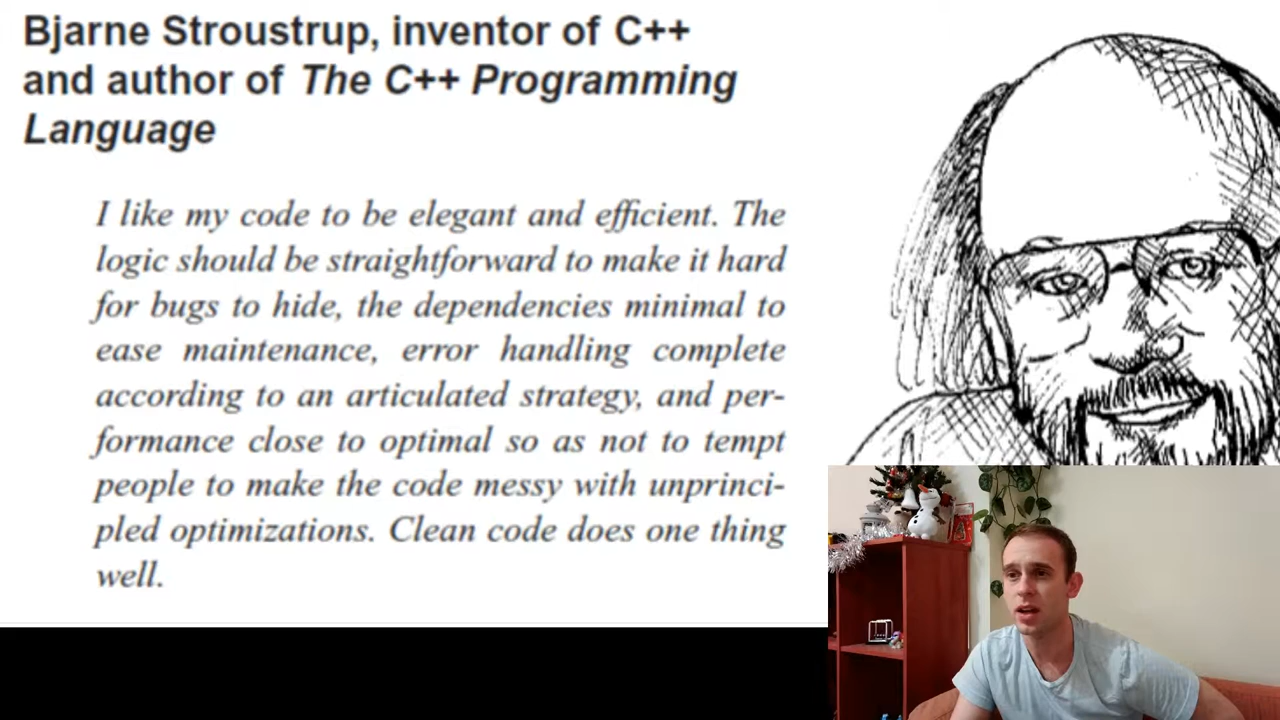 Bjarne Stroustrup, inventor of C++
and author of The C++ Programming
Language
I like my code to be elegant and efficient. The
logic should be straightforward to make it hard
for bugs to hide, the dependencies minimal to
ease maintenance, error handling complete
according to an articulated strategy, and per-
formance close to optimal so as not to tempt
people to make the code messy with unprinci-
pled optimizations. Clean code does one thing
well.